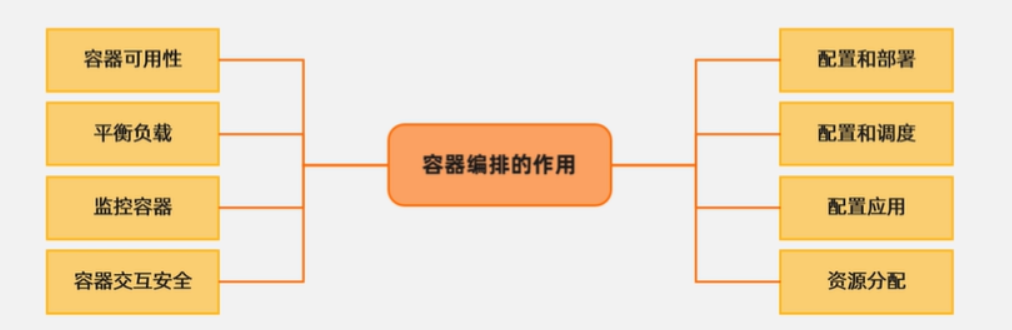 容器可用性
平衡负载
监控容器
容器交互安全
容器编排的作用
配置和部署
配置和调度
配置应用
资源分配